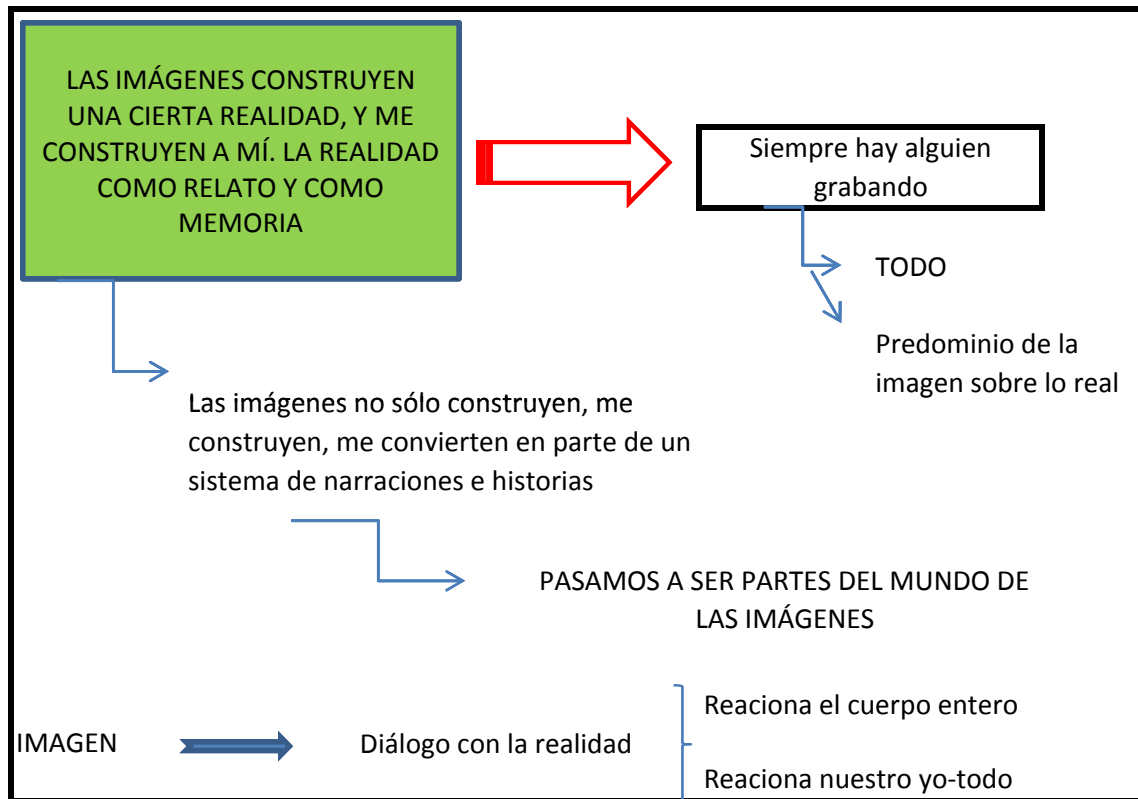 LAS IMÁGENES CONSTRUYEN
UNA CIERTA REALIDAD, Y ME
CONSTRUYEN A MÍ. LA REALIDAD
COMO RELATO Y COMO
MEMORIA
Siempre hay alguien
grabando
TODO
Predominio de la
imagen sobre lo real
Las imágenes no sólo construyen, me
construyen, me convierten en parte de un
sistema de narraciones e historias
PASAMOS A SER PARTES DEL MUNDO DE
LAS IMÁGENES
IMAGEN
Diálogo con la realidad
Reaciona el cuerpo entero
Reaciona nuestro yo-todo